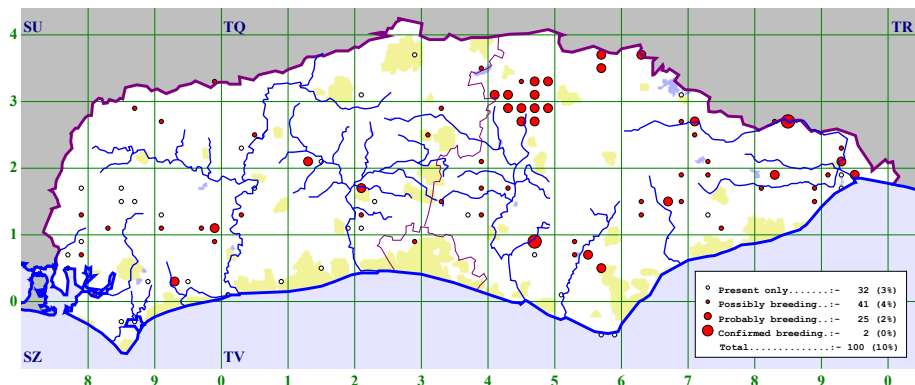 SU TQ TR
4
3
2
1
0
Present only.......:- 32 (3%)
Possibly breeding..:- 41 (4%)
Probably breeding..:- 25 (2%)
Confirmed breeding:- 2 (0%)
Total..............:- 100 (10%)
SZ TV
8 9 0 1 2 3 4 5 6 7 8 9 0